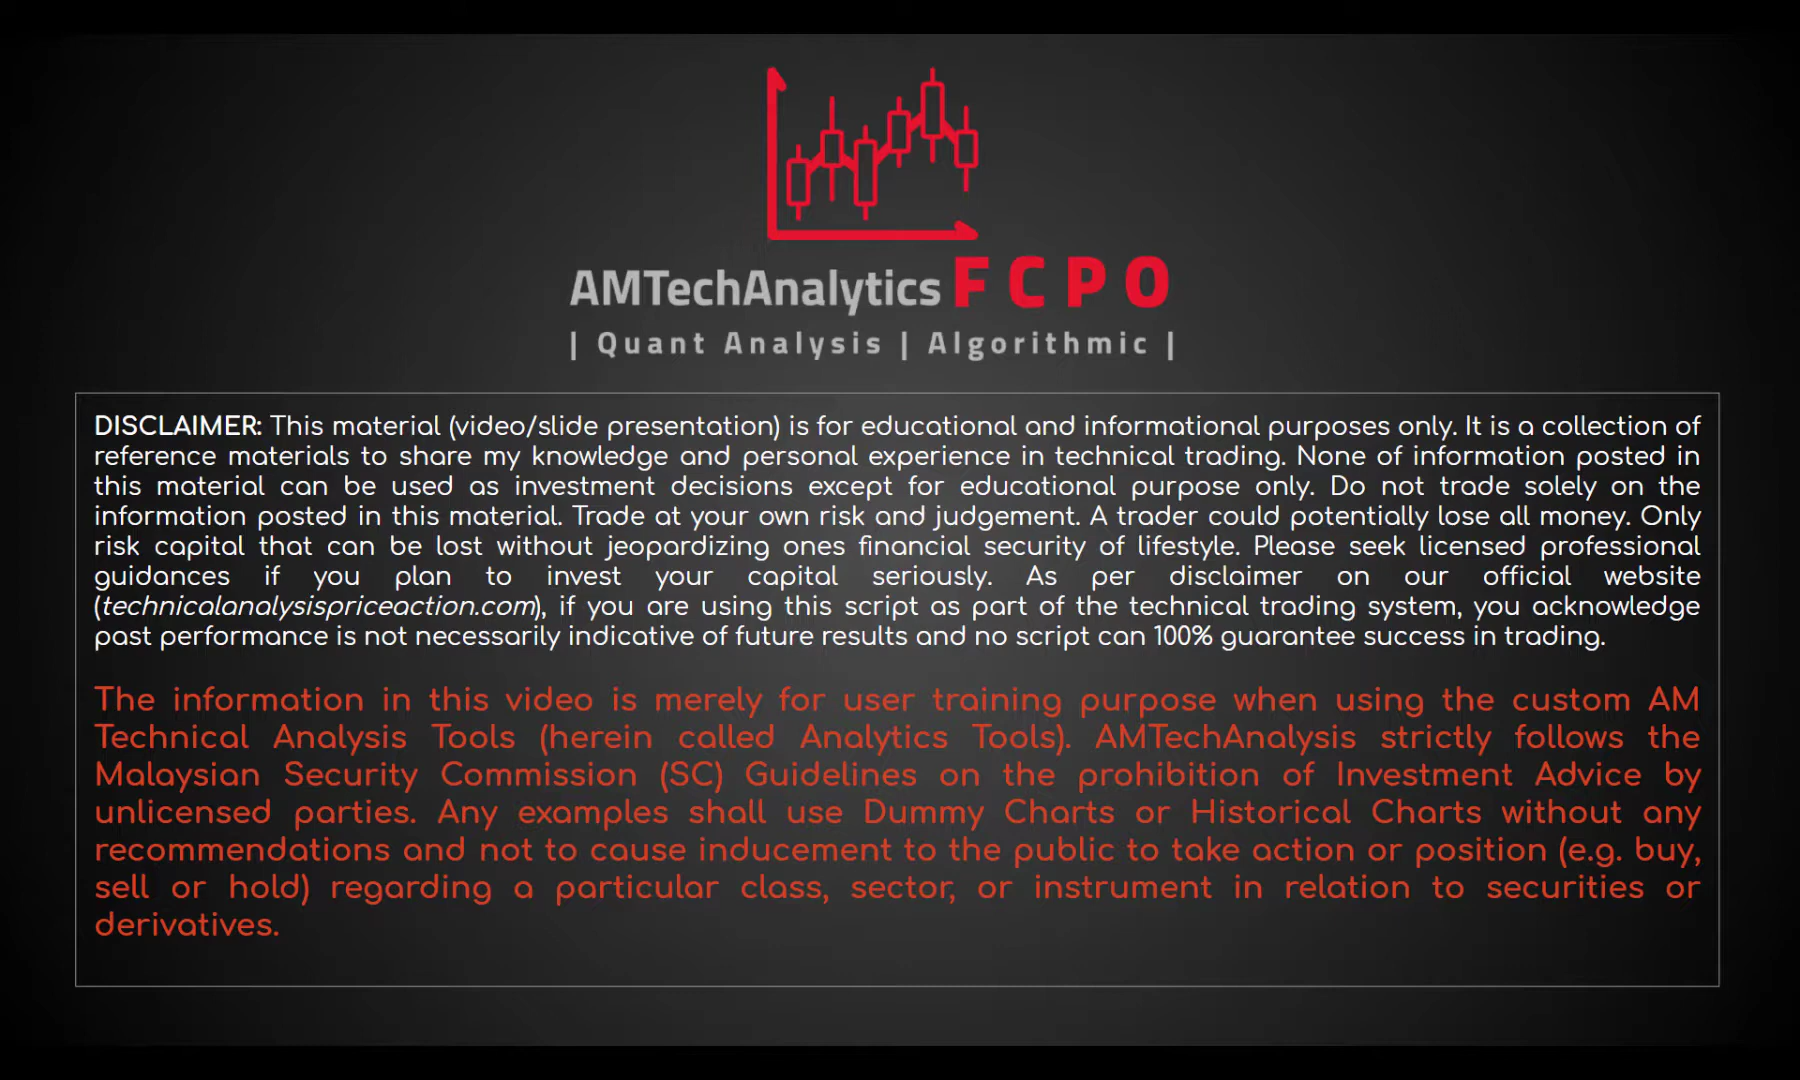 AMTechAnalytics FCPO
| Quant Analysis | Algorithmic |
DISCLAIMER: This material (video/slide presentation) is for educational and informational purposes only. It is a collection of
reference materials to share my knowledge and personal experience in technical trading. None of information posted in
this material can be used as investment decisions except for educational purpose only. Do not trade solely on the
information posted in this material. Trade at your own risk and judgement. A trader could potentially lose all money. Only
risk capital that can be lost without jeopardizing ones financial security of lifestyle. Please seek licensed professional
guidances if you plan to invest your capital seriously. As per disclaimer on our official website
(technicalanalysispriceaction.com), if you are using this script as part of the technical trading system, you acknowledge
past performance is not necessarily indicative of future results and no script can 100% guarantee success in trading.
The information in this video is merely for user training purpose when using the custom AM
Technical Analysis Tools (herein called Analytics Tools). AMTechAnalysis strictly follows the
Malaysian Security Commission (SC) Guidelines on the prohibition of Investment Advice by
unlicensed parties. Any examples shall use Dummy Charts or Historical Charts without any
recommendations and not to cause inducement to the public to take action or position (e.g. buy,
sell or hold) regarding a particular class, sector, or instrument in relation to securities or
derivatives.